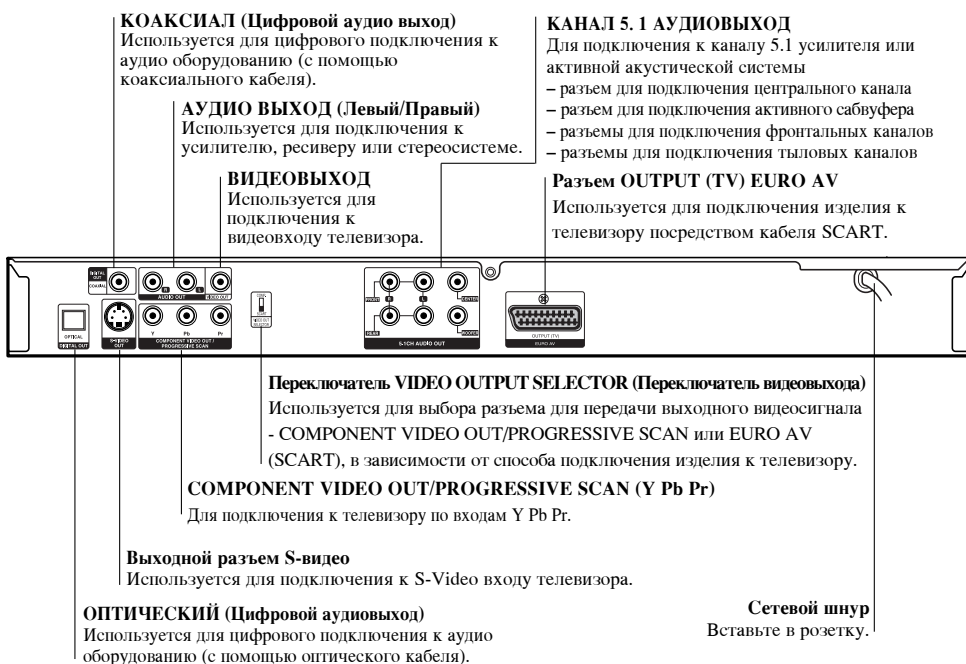 КОАКСИАЛ (Цифровой аудио выход)
Используется для цифрового подключения к
аудио оборудованию (с помощью
коаксиального кабеля).
АУДИО ВЫХОД (Левый/Правый)
Используется для подключения к
усилителю, ресиверу или стереосистеме.
ВИДЕОВЫХОД
Используется для
подключения к
видеовходу телевизора.
КАНАЛ 5. 1 АУДИОВЫХОД
Для подключения к каналу 5.1 усилителя или
активной акустической системы
– разъем для подключения центрального канала
– разъем для подключения активного сабвуфера
– разъемы для подключения фронтальных каналов
– разъемы для подключения тыловых каналов
Разъем OUTPUT (TV) EURO AV
Используется для подключения изделия к
телевизору посредством кабеля SCART.
DIGITAL
OUT
COAXIAL
R
L
AUDIO OUT
VIDEO OUT
OPTICAL
DIGITAL OUT
S-VIDEO
OUT
Y
Pb
Pr
COMPONENT VIDEO OUT/
PROGRESSIVE SCAN
VIDEO OUT
SELECTOR
FRONT
R
L
CENTER
REAR
WOOFER
5.1CH AUDIO OUT
OUTPUT (TV)
EURO AV
Переключатель VIDEO OUTPUT SELECTOR (Переключатель видеовыхода)
Используется для выбора разъема для передачи выходного видеосигнала
- COMPONENT VIDEO OUT/PROGRESSIVE SCAN или EURO AV
(SCART), в зависимости от способа подключения изделия к телевизору.
COMPONENT VIDEO OUT/PROGRESSIVE SCAN (Y Pb Pr)
Для подключения к телевизору по входам Y Pb Pr.
Выходной разъем S-видео
Используется для подключения к S-Video входу телевизора.
ОПТИЧЕСКИЙ (Цифровой аудиовыход)
Используется для цифрового подключения к аудио
оборудованию (с помощью оптического кабеля).
Сетевой шнур
Вставьте в розетку.